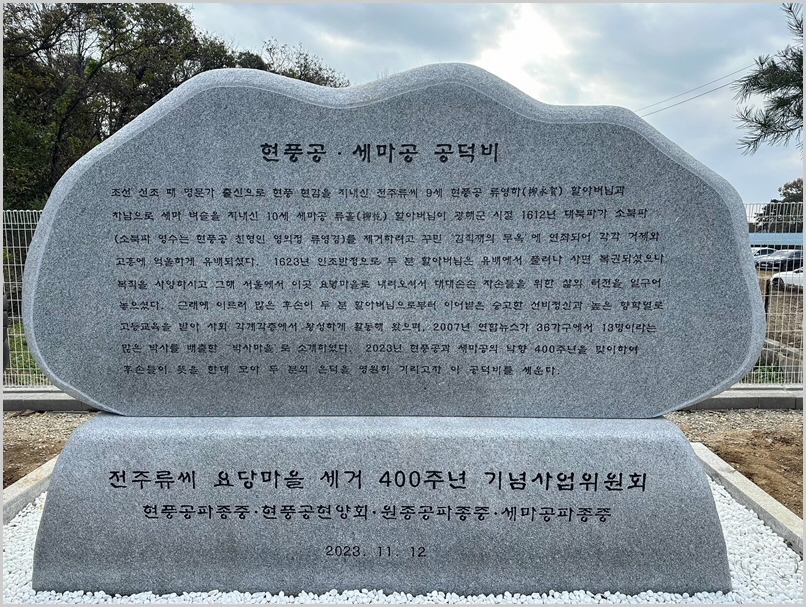 현풍공 · 세마공 공덕비
조선 선조 때 명문가 출신으로 현풍 현감을 지내신 전주류씨 9세 현풍공 류영하(柳永賀) 할아버님과
차남으로 세마 벼슬을 지내신 10세 세마공 류흘(柳忔) 할아버님이 광해군 시절 1612년 대북파가 소북파
(소북파 영수는 현풍공 친형인 영의정 류영경)를 제거하려고 꾸민 '김직재의 무옥'에 연좌되어 각각 거제와
고흥에 억울하게 유배되셨다. 1623년 인조반정으로 두 분 할아버님은 유배에서 풀려나 사면 복권되셨으나
복직을 사양하시고 그해 서울에서 이곳 요당마을로 내려오셔서 대대손손 자손들을 위한 삶의 터전을 일구어
놓으셨다. 근래에 이르러 많은 후손이 두 분 할아버님으로부터 이어받은 숭고한 선비정신과 높은 향학열로
고등교육을 받아 사회 각계각층에서 왕성하게 활동해 왔으며, 2007년 연합뉴스가 36가구에서 13명이라는
많은 박사를 배출한 '박사마을'로 소개하였다. 2023년 현풍공과 세마공의 낙향 400주년을 맞이하여
후손들이 뜻을 한데 모아 두 분의 은덕을 영원히 기리고자 이 공덕비를 세운다.
전주류씨 요당마을 세거 400주년 기념사업위원회
현풍공파종중·현풍공현양회·원종공파종중·세마공파종중
2023. 11. 12